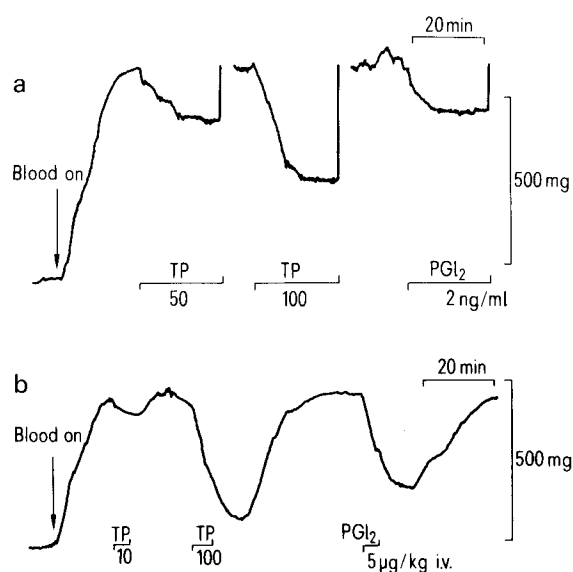 a
20 min
Blood on
500 mg
TP
50
TP
100
PGI₂
2 ng/ml
b
20 min
Blood on
500 mg
TP
10
TP
100
PGI₂
5 µg/kg i.v.